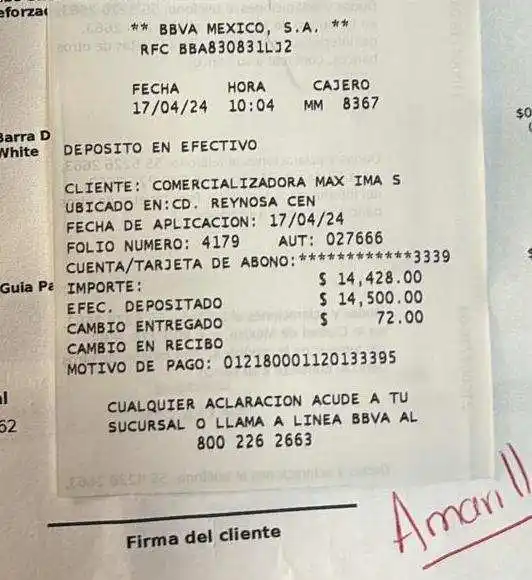 eforza
** BBVA MEXICO, S.A. **
RFC BBA830831LJ2
FECHA HORA CAJERO
17/04/24 10:04 MM 8367
$0
Barra D
White
DEPOSITO EN EFECTIVO
CLIENTE: COMERCIALIZADORA MAX IMA S
UBICADO EN:CD. REYNOSA CEN
FECHA DE APLICACION: 17/04/24
FOLIO NUMERO: 4179 AUT: 027666
CUENTA/TARJETA DE ABONO:************3339
Guia Pa
IMPORTE: $ 14,428.00
EFEC. DEPOSITADO $ 14,500.00
CAMBIO ENTREGADO $ 72.00
CAMBIO EN RECIBO
MOTIVO DE PAGO: 012180001120133395
62
CUALQUIER ACLARACION ACUDE A TU
SUCURSAL O LLAMA A LINEA BBVA AL
800 226 2663
Firma del cliente
Amarill